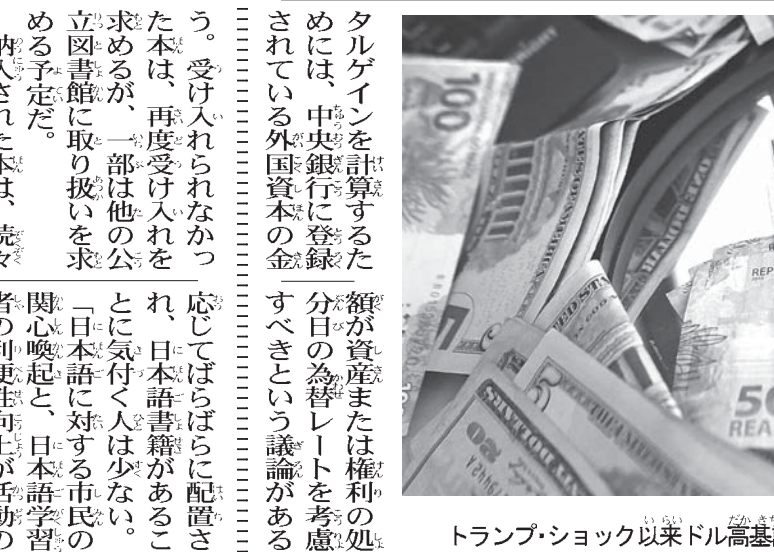 トランプ・ショック以来ドル高基
タルゲインを計算するた
めには、中央銀行に登録
されている外国資本の金
額が資産または権利の処
分日の為替レートを考慮
すべきという議論がある
う。受け入れられなかっ
た本は、再度受け入れを
求めるが、一部は他の公
立図書館に取り扱いを求
める予定だ。
納入された本は、続々
応じてばらばらに配置さ
れ、日本語書籍があるこ
とに気付く人は少ない。
「日本語に対する市民の
関心喚起と、日本語学習
者の利便性向上が活動の
100
50
REA
REP